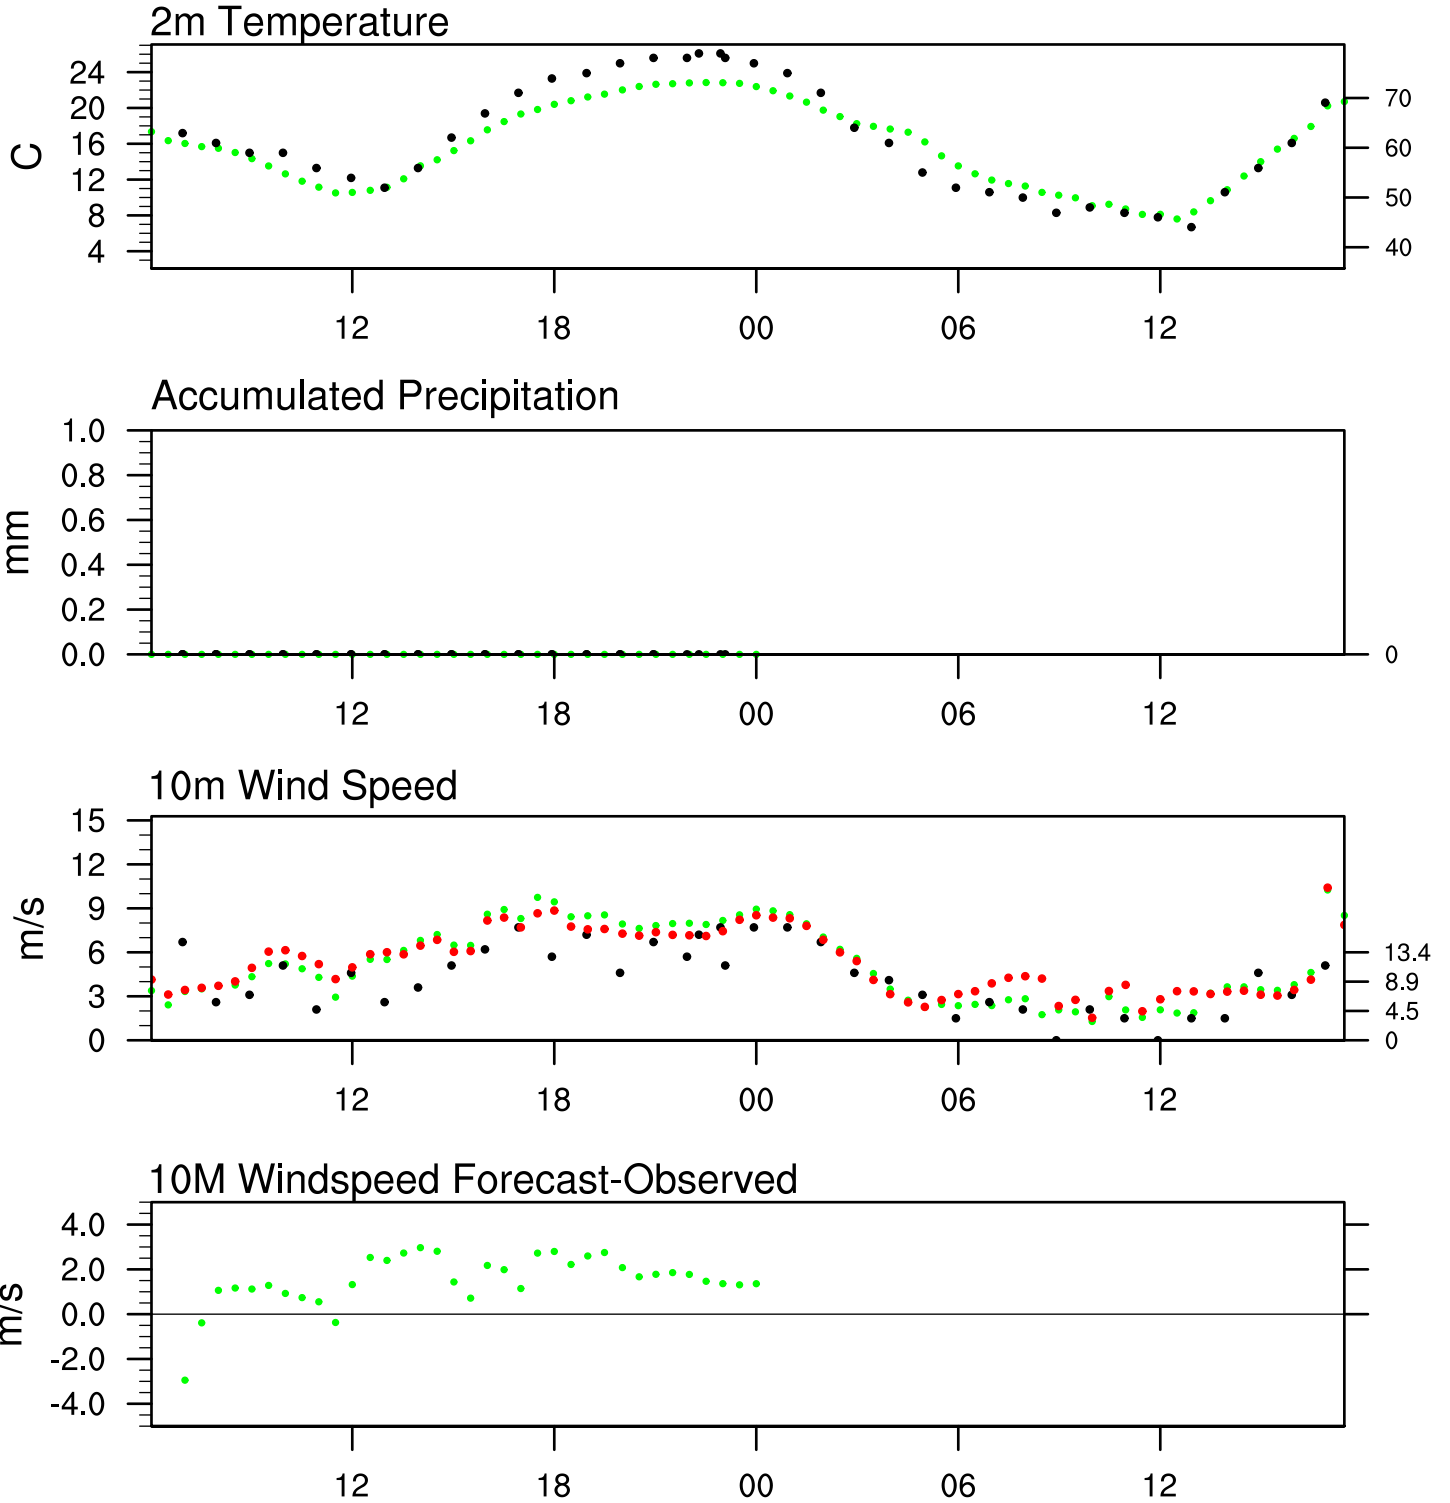 2m Temperature
C
24
20
16
12
8
4
70
60
50
40
12 18 00 06 12
Accumulated Precipitation
mm
1.0
0.8
0.6
0.4
0.2
0.0
0
12 18 00 06 12
10m Wind Speed
m/s
15
12
9
6
3
0
13.4
8.9
4.5
0
12 18 00 06 12
10M Windspeed Forecast-Observed
m/s
4.0
2.0
0.0
-2.0
-4.0
12 18 00 06 12